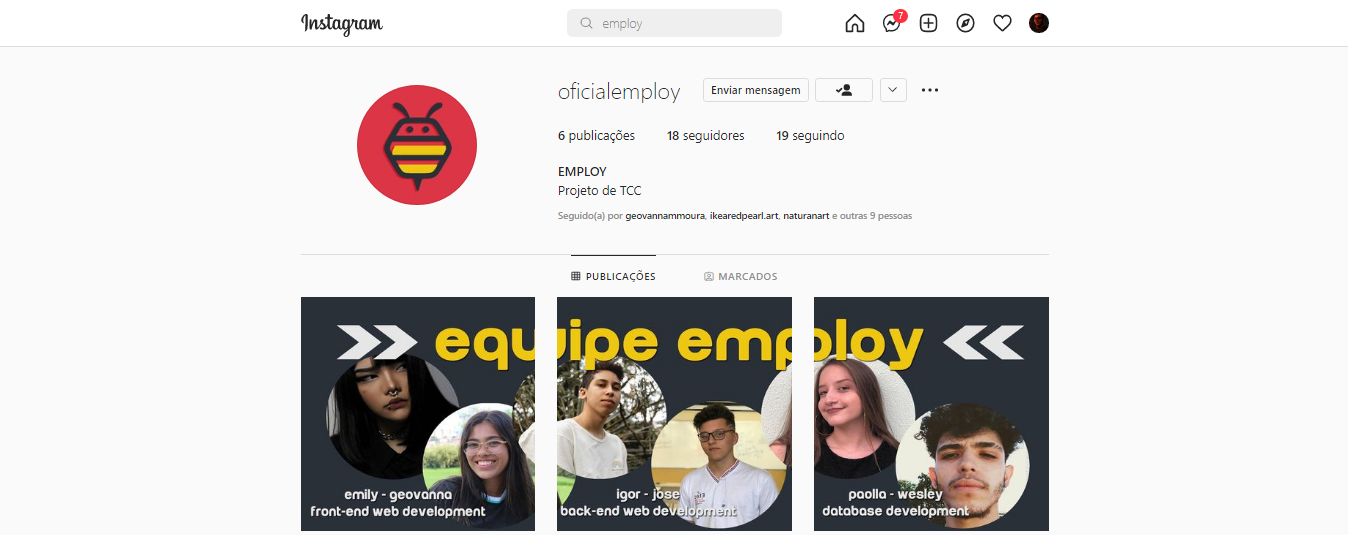 Instagram
employ
7
oficialemploy
Enviar mensagem
6 publicações 18 seguidores 19 seguindo
EMPLOY
Projeto de TCC
Seguido(a) por geovannammoura, ikearedpearl.art, naturanart e outras 9 pessoas
PUBLICAÇÕES MARCADOS
equipe employ
emily - geovanna
front-end web development
igor - jose
back-end web development
paolla - wesley
database development